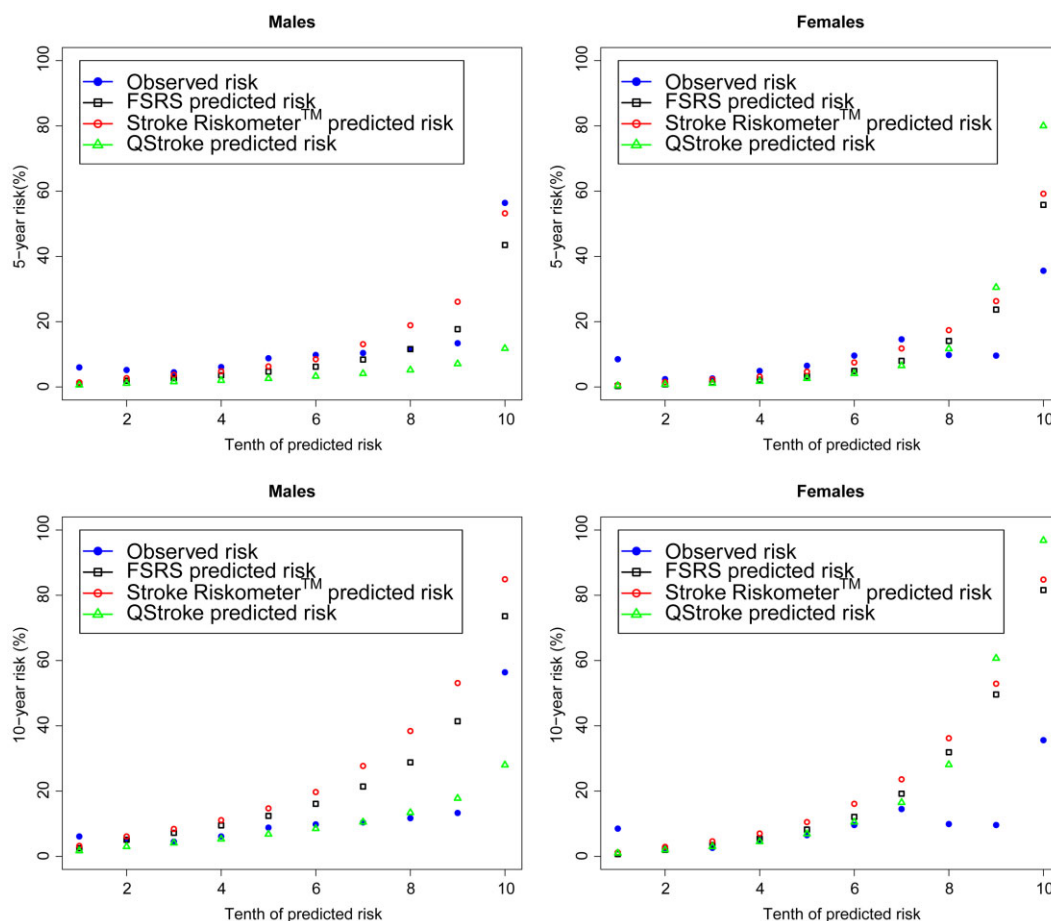 Males
100
80
60
40
20
0
5−year risk(%)
Observed risk
FSRS predicted risk
Stroke Riskometer™ predicted risk
QStroke predicted risk
2 4 6 8 10
Tenth of predicted risk
Females
100
80
60
40
20
0
5−year risk(%)
Observed risk
FSRS predicted risk
Stroke Riskometer™ predicted risk
QStroke predicted risk
2 4 6 8 10
Tenth of predicted risk
Males
100
80
60
40
20
0
10−year risk (%)
Observed risk
FSRS predicted risk
Stroke Riskometer™ predicted risk
QStroke predicted risk
2 4 6 8 10
Tenth of predicted risk
Females
100
80
60
40
20
0
10−year risk (%)
Observed risk
FSRS predicted risk
Stroke Riskometer™ predicted risk
QStroke predicted risk
2 4 6 8 10
Tenth of predicted risk